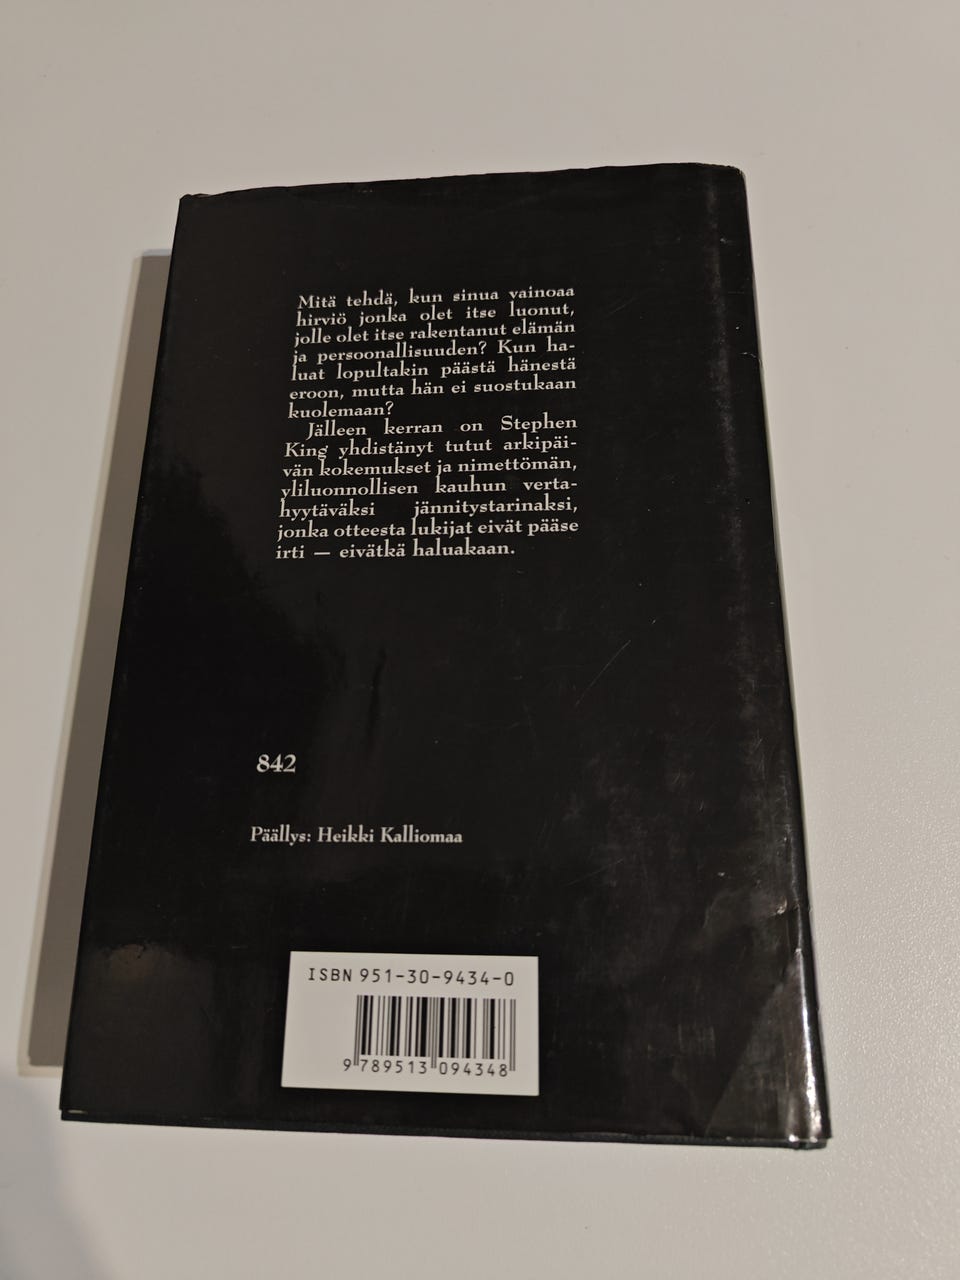 Mitä tehdä, kun sinua vainoaa
hirviö jonka olet itse luonut,
jolle olet itse rakentanut elämän
ja persoonallisuuden? Kun ha-
luat lopultakin päästä hänestä
eroon, mutta hän ei suostukaan
kuolemaan?
Jälleen kerran on Stephen
King yhdistänyt tutut arkipäi-
vän kokemukset ja nimettömän,
yliluonnollisen kauhun verta-
hyytäväksi jännitystarinaksi,
jonka otteesta lukijat eivät pääse
irti — eivätkä haluakaan.
842
Päällys: Heikki Kalliomaa
ISBN 951-30-9434-0
9 789513 094348